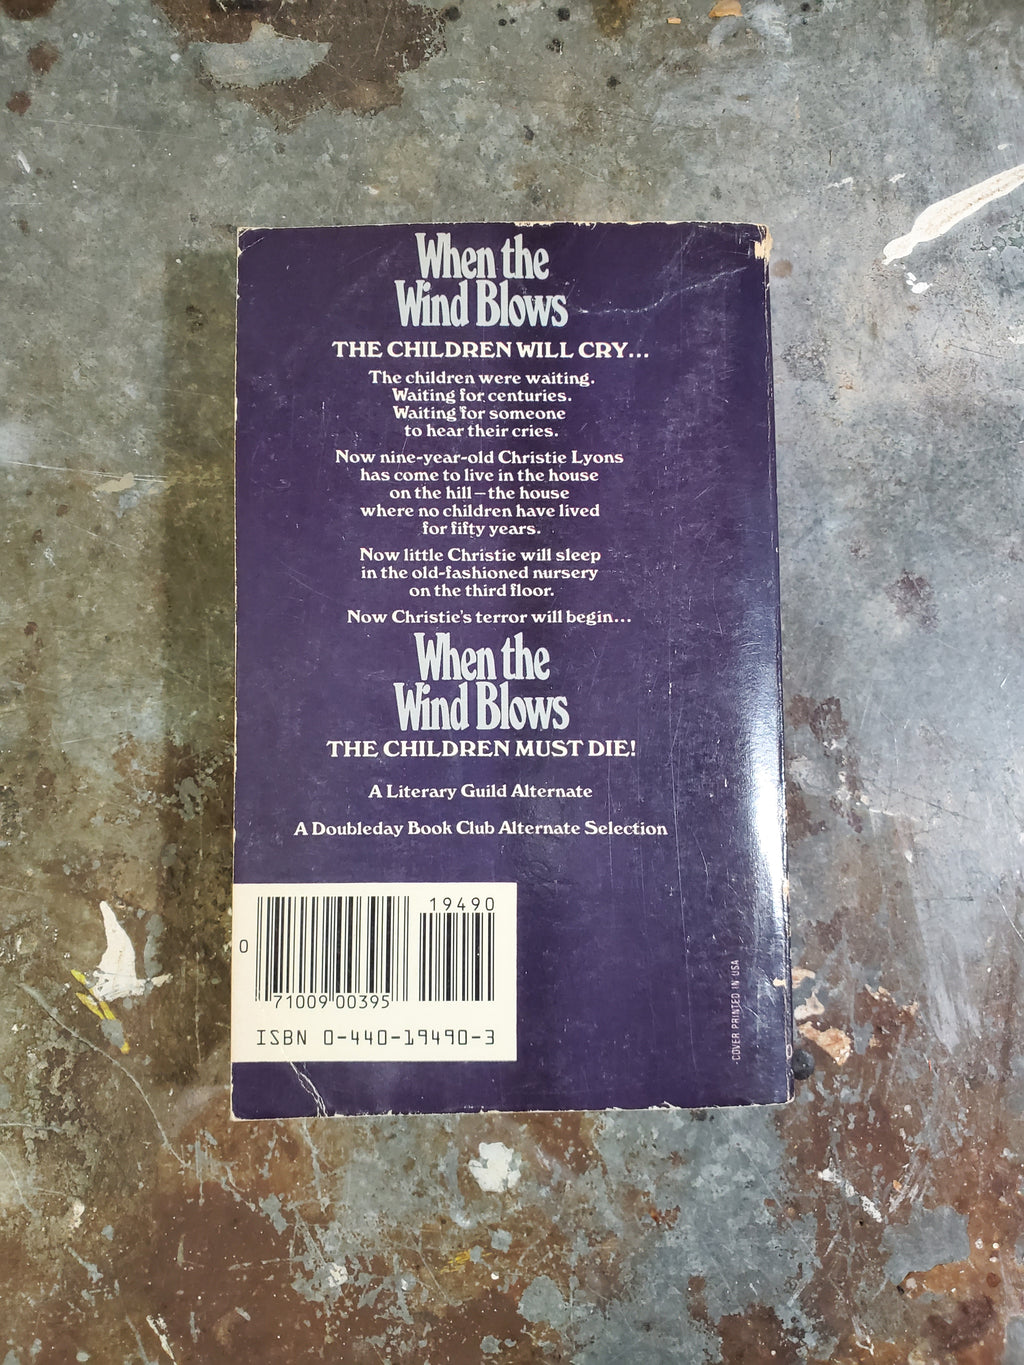 When the
Wind Blows
THE CHILDREN WILL CRY...
The children were waiting.
Waiting for centuries.
Waiting for someone
to hear their cries.
Now nine-year-old Christie Lyons
has come to live in the house
on the hill—the house
where no children have lived
for fifty years.
Now little Christie will sleep
in the old-fashioned nursery
on the third floor.
Now Christie's terror will begin...
When the
Wind Blows
THE CHILDREN MUST DIE!
A Literary Guild Alternate
A Doubleday Book Club Alternate Selection
19490
0
71009 00395
ISBN 0-440-19490-3
COVER PRINTED IN USA